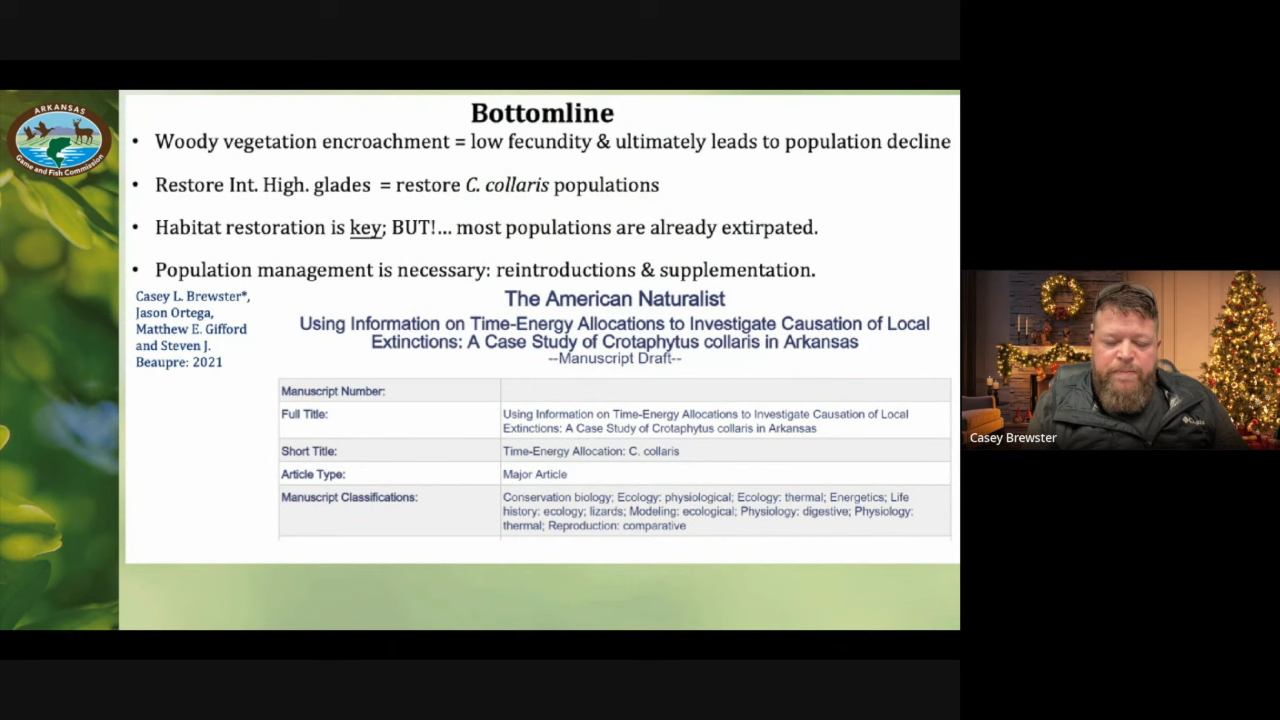 ARKANSAS
Game and Fish Commission
Bottomline
• Woody vegetation encroachment = low fecundity & ultimately leads to population decline
• Restore Int. High. glades = restore C. collaris populations
• Habitat restoration is key; BUT!... most populations are already extirpated.
• Population management is necessary: reintroductions & supplementation.
Casey L. Brewster*,
Jason Ortega,
Matthew E. Gifford
and Steven J.
Beaupre: 2021
The American Naturalist
Using Information on Time-Energy Allocations to Investigate Causation of Local
Extinctions: A Case Study of Crotaphytus collaris in Arkansas
--Manuscript Draft--
Manuscript Number:
Full Title:
Using Information on Time-Energy Allocations to Investigate Causation of Local
Extinctions: A Case Study of Crotaphytus collaris in Arkansas
Short Title:
Time-Energy Allocation: C. collaris
Article Type:
Major Article
Manuscript Classifications:
Conservation biology; Ecology: physiological; Ecology: thermal; Energetics; Life
history: ecology; lizards; Modeling: ecological; Physiology: digestive; Physiology:
thermal; Reproduction: comparative
Casey Brewster